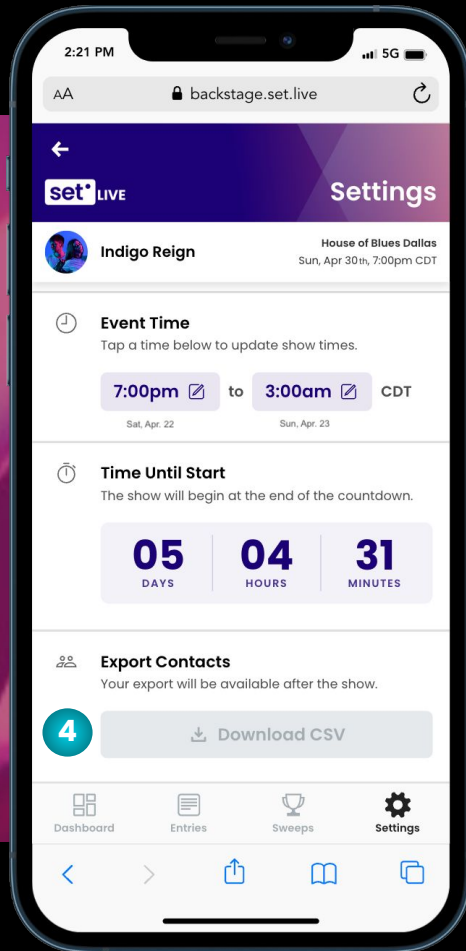 2:21 PM
5G
AA
backstage.set.live
set. LIVE
Settings
Indigo Reign
House of Blues Dallas
Sun, Apr 30th, 7:00pm CDT
Event Time
Tap a time below to update show times.
7:00pm to 3:00am CDT
Sat, Apr. 22
Sun, Apr. 23
Time Until Start
The show will begin at the end of the countdown.
05 04 31
DAYS HOURS MINUTES
Export Contacts
Your export will be available after the show.
4
Download CSV
Dashboard Entries Sweeps Settings